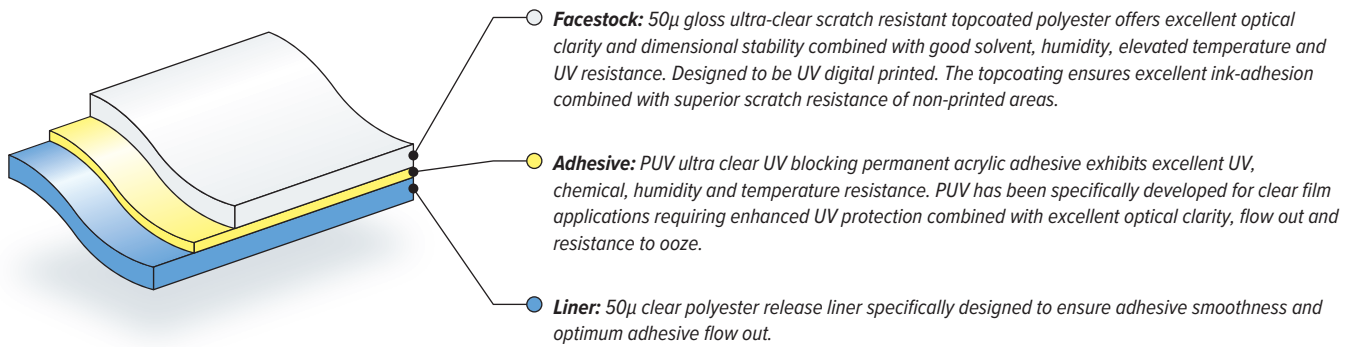 Facestock: 50μ gloss ultra-clear scratch resistant topcoated polyester offers excellent optical
clarity and dimensional stability combined with good solvent, humidity, elevated temperature and
UV resistance. Designed to be UV digital printed. The topcoating ensures excellent ink-adhesion
combined with superior scratch resistance of non-printed areas.
Adhesive: PUV ultra clear UV blocking permanent acrylic adhesive exhibits excellent UV,
chemical, humidity and temperature resistance. PUV has been specifically developed for clear film
applications requiring enhanced UV protection combined with excellent optical clarity, flow out and
resistance to ooze.
Liner: 50μ clear polyester release liner specifically designed to ensure adhesive smoothness and
optimum adhesive flow out.